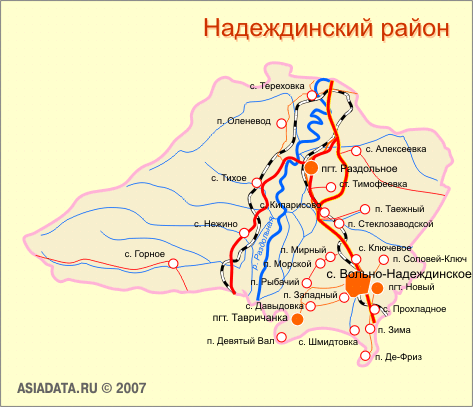 Надеждинский район
с. Тереховка
п. Оленевод
с. Алексеевка
пгт. Раздольное
с. Тихое
ст. Тимофеевка
с. Кипарисово
п. Таежный
с. Нежино
п. Стеклозаводской
р. Раздольная
с. Ключевое
п. Мирный
с. Горное
п. Соловей-Ключ
п. Морской
с. Вольно-Надеждинское
п. Рыбачий
пгт. Новый
п. Западный
с. Давыдовка
с. Прохладное
пгт. Тавричанка
п. Зима
п. Девятый Вал
с. Шмидтовка
п. Де-Фриз
ASIADATA.RU © 2007